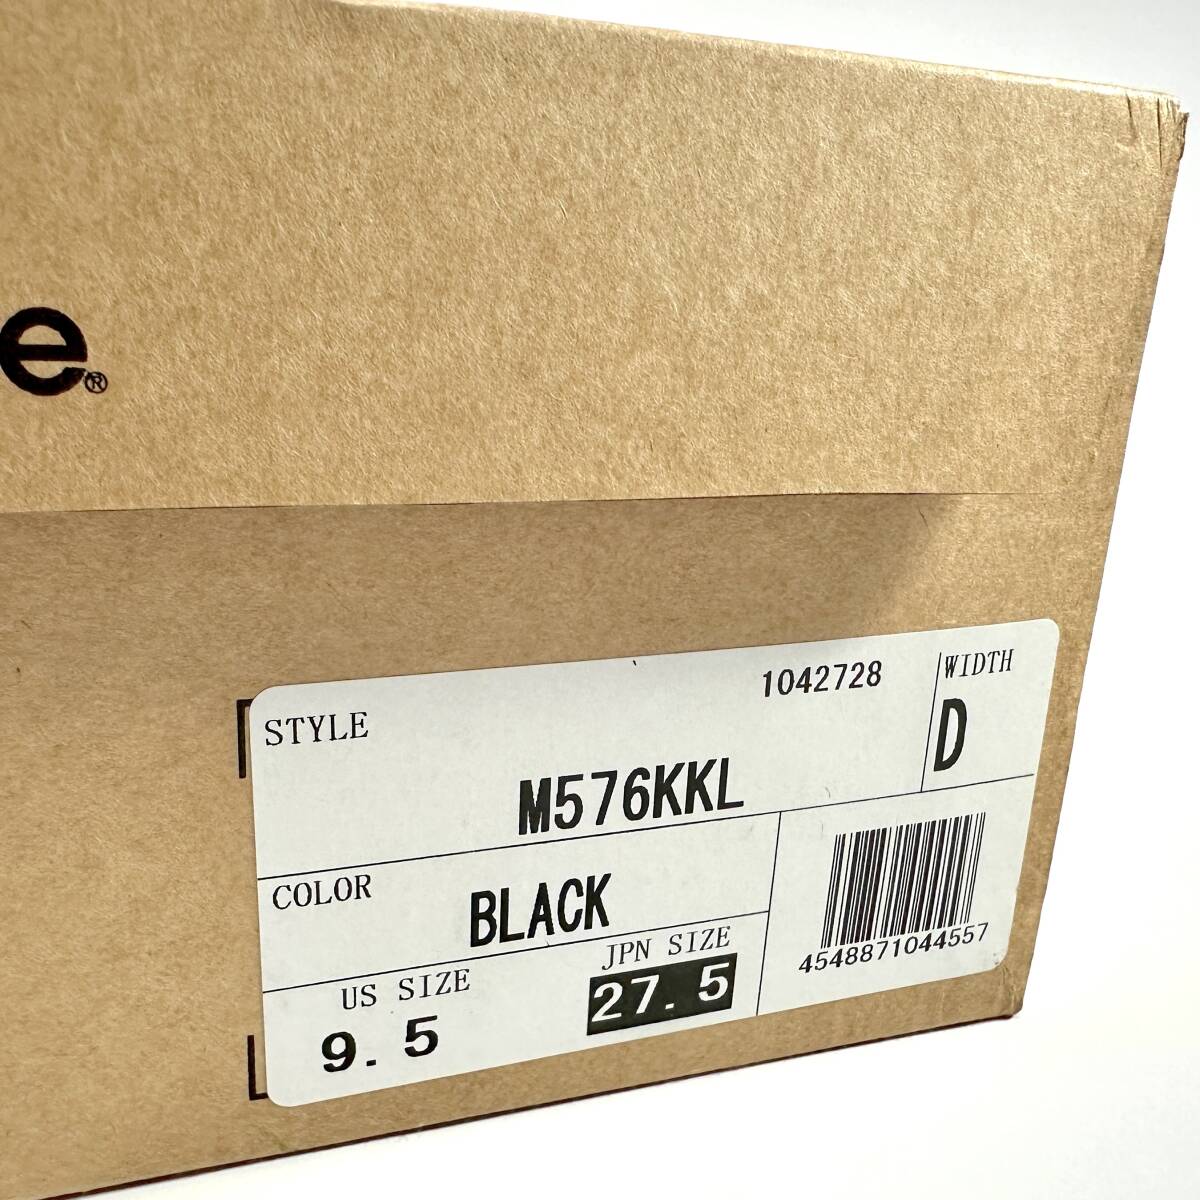 e®
STYLE
1042728
WIDTH
D
M576KKL
COLOR
BLACK
4548871044557
US SIZE
9.5
JPN SIZE
27.5